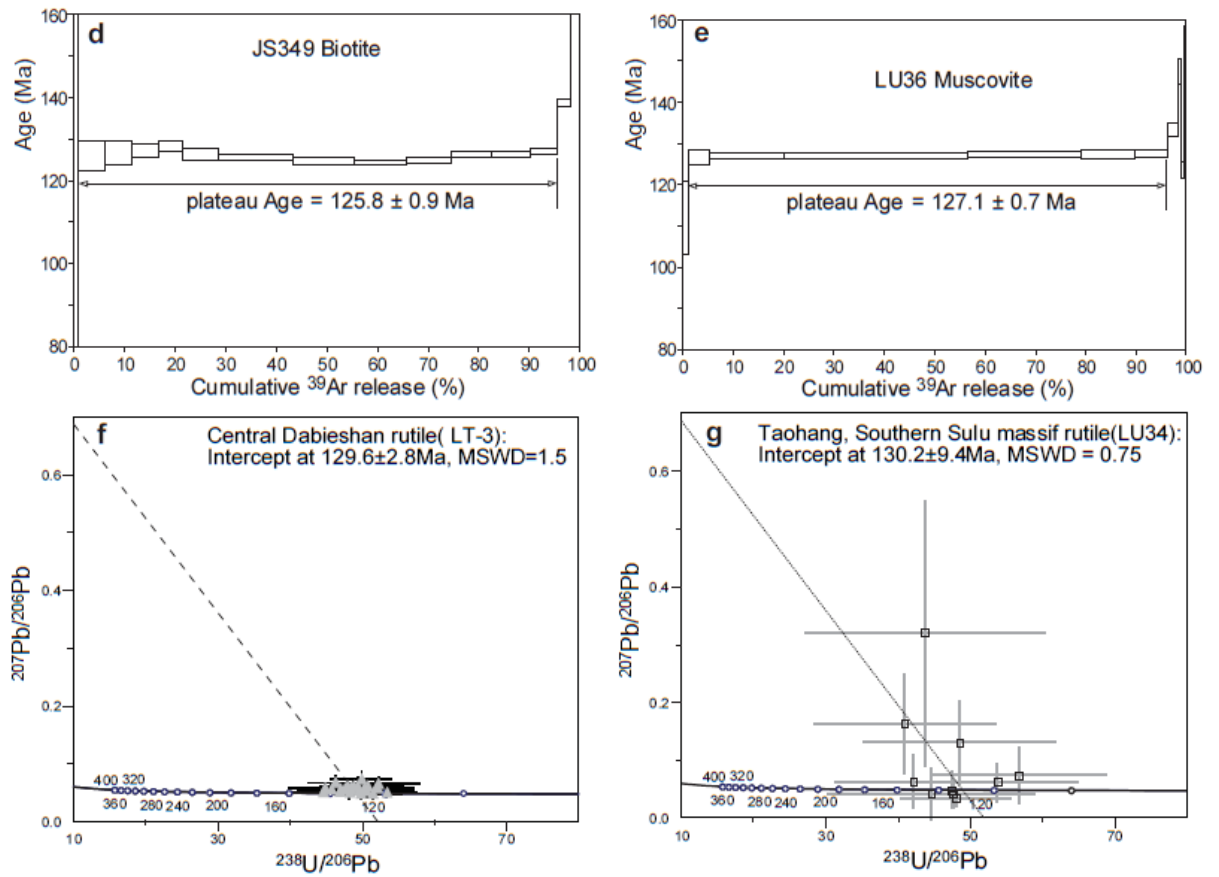 d
JS349 Biotite
160
140
120
100
80
Age (Ma)
plateau Age = 125.8 ± 0.9 Ma
0 10 20 30 40 50 60 70 80 90 100
Cumulative ³⁹Ar release (%)
e
LU36 Muscovite
160
140
120
100
80
Age (Ma)
plateau Age = 127.1 ± 0.7 Ma
0 10 20 30 40 50 60 70 80 90 100
Cumulative ³⁹Ar release (%)
f
Central Dabieshan rutile( LT-3):
Intercept at 129.6±2.8Ma, MSWD=1.5
0.6
0.4
0.2
0.0
²⁰⁷Pb/²⁰⁶Pb
400 320
360 280 240 200 160 120
10 30 50 70
²³⁸U/²⁰⁶Pb
g
Taohang, Southern Sulu massif rutile(LU34):
Intercept at 130.2±9.4Ma, MSWD = 0.75
0.6
0.4
0.2
0.0
²⁰⁷Pb/²⁰⁶Pb
400 320
360 280 240 200 160 120
10 30 50 70
²³⁸U/²⁰⁶Pb